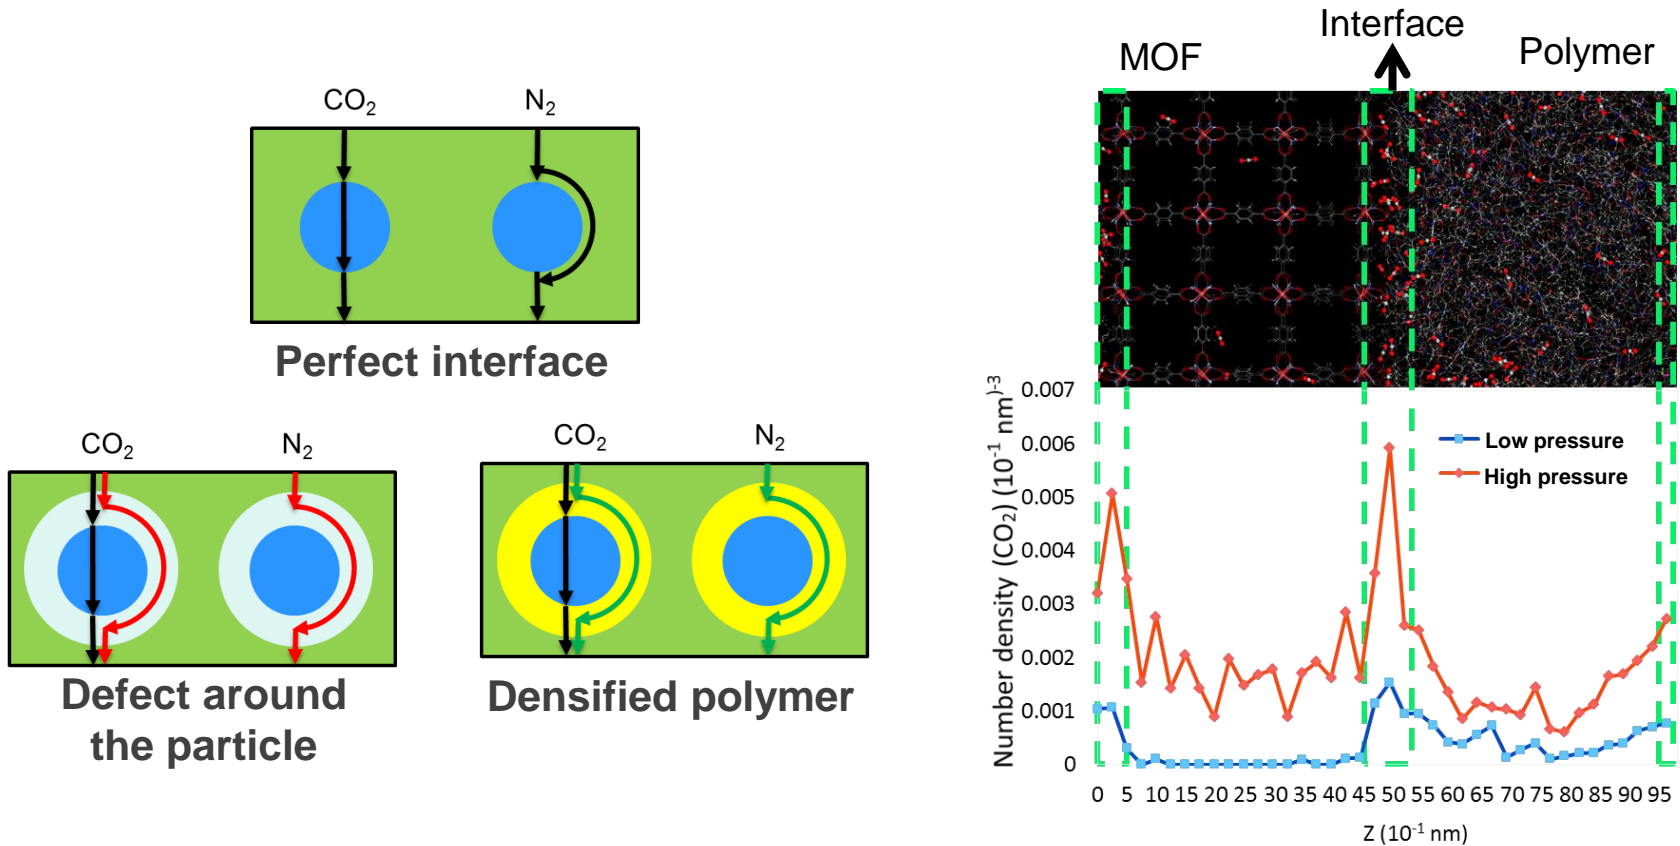 CO₂
N₂
Perfect interface
CO₂
N₂
Defect around
the particle
CO₂
N₂
Densified polymer
MOF
Interface
Polymer
Number density (CO₂) (10⁻¹ nm)⁻³
0.007
0.006
0.005
0.004
0.003
0.002
0.001
0
Low pressure
High pressure
0 5 10 15 20 25 30 35 40 45 50 55 60 65 70 75 80 85 90 95
Z (10⁻¹ nm)